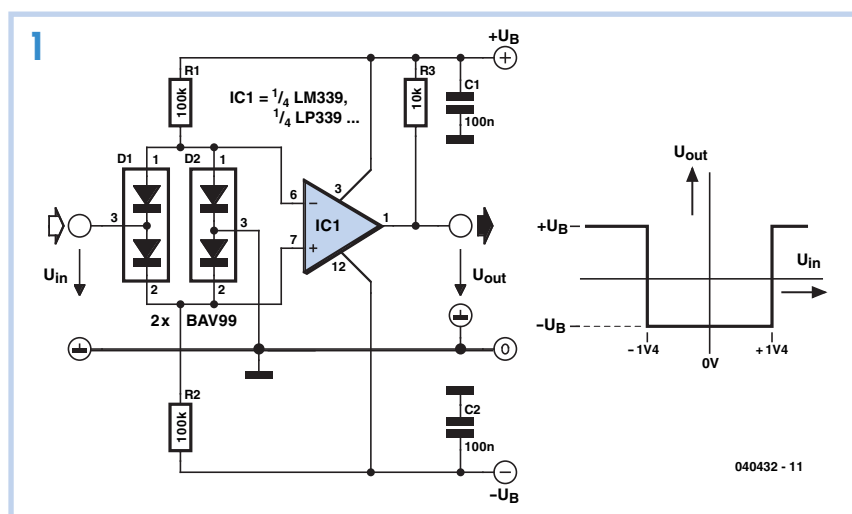 1
+UB
R1
100k
IC1 = 1/4 LM339,
1/4 LP339 ...
R3
10k
C1
100n
D1
1
D2
1
3
3
2
2
6
7
3
IC1
1
12
Uin
Uout
2x BAV99
0
R2
100k
C2
100n
–UB
Uout
+UB
Uin
–UB
– 1V4
+ 1V4
0V
040432 - 11